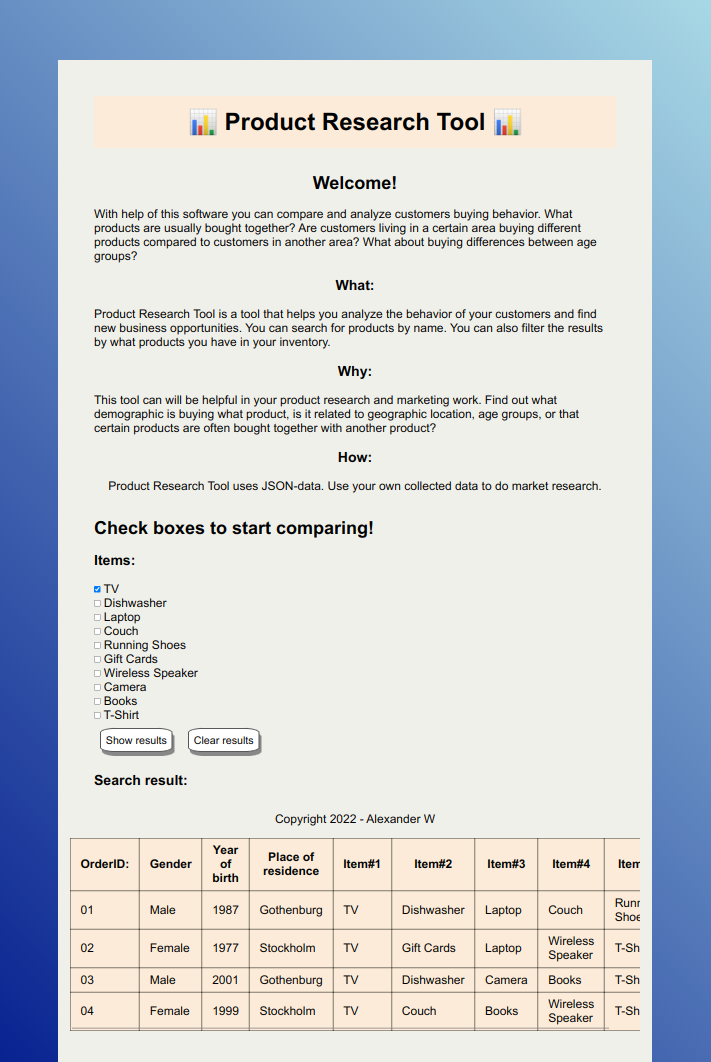 📊 Product Research Tool 📊
Welcome!
With help of this software you can compare and analyze customers buying behavior. What
products are usually bought together? Are customers living in a certain area buying different
products compared to customers in another area? What about buying differences between age
groups?
What:
Product Research Tool is a tool that helps you analyze the behavior of your customers and find
new business opportunities. You can search for products by name. You can also filter the results
by what products you have in your inventory.
Why:
This tool can will be helpful in your product research and marketing work. Find out what
demographic is buying what product, is it related to geographic location, age groups, or that
certain products are often bought together with another product?
How:
Product Research Tool uses JSON-data. Use your own collected data to do market research.
Check boxes to start comparing!
Items:
TV
Dishwasher
Laptop
Couch
Running Shoes
Gift Cards
Wireless Speaker
Camera
Books
T-Shirt
Show results Clear results
Search result:
Copyright 2022 - Alexander W
OrderID: Gender Year of birth Place of residence Item#1 Item#2 Item#3 Item#4 Item
01 Male 1987 Gothenburg TV Dishwasher Laptop Couch Runn Shoe
02 Female 1977 Stockholm TV Gift Cards Laptop Wireless Speaker T-Sh
03 Male 2001 Gothenburg TV Dishwasher Camera Books T-Sh
04 Female 1999 Stockholm TV Couch Books Wireless Speaker T-Sh